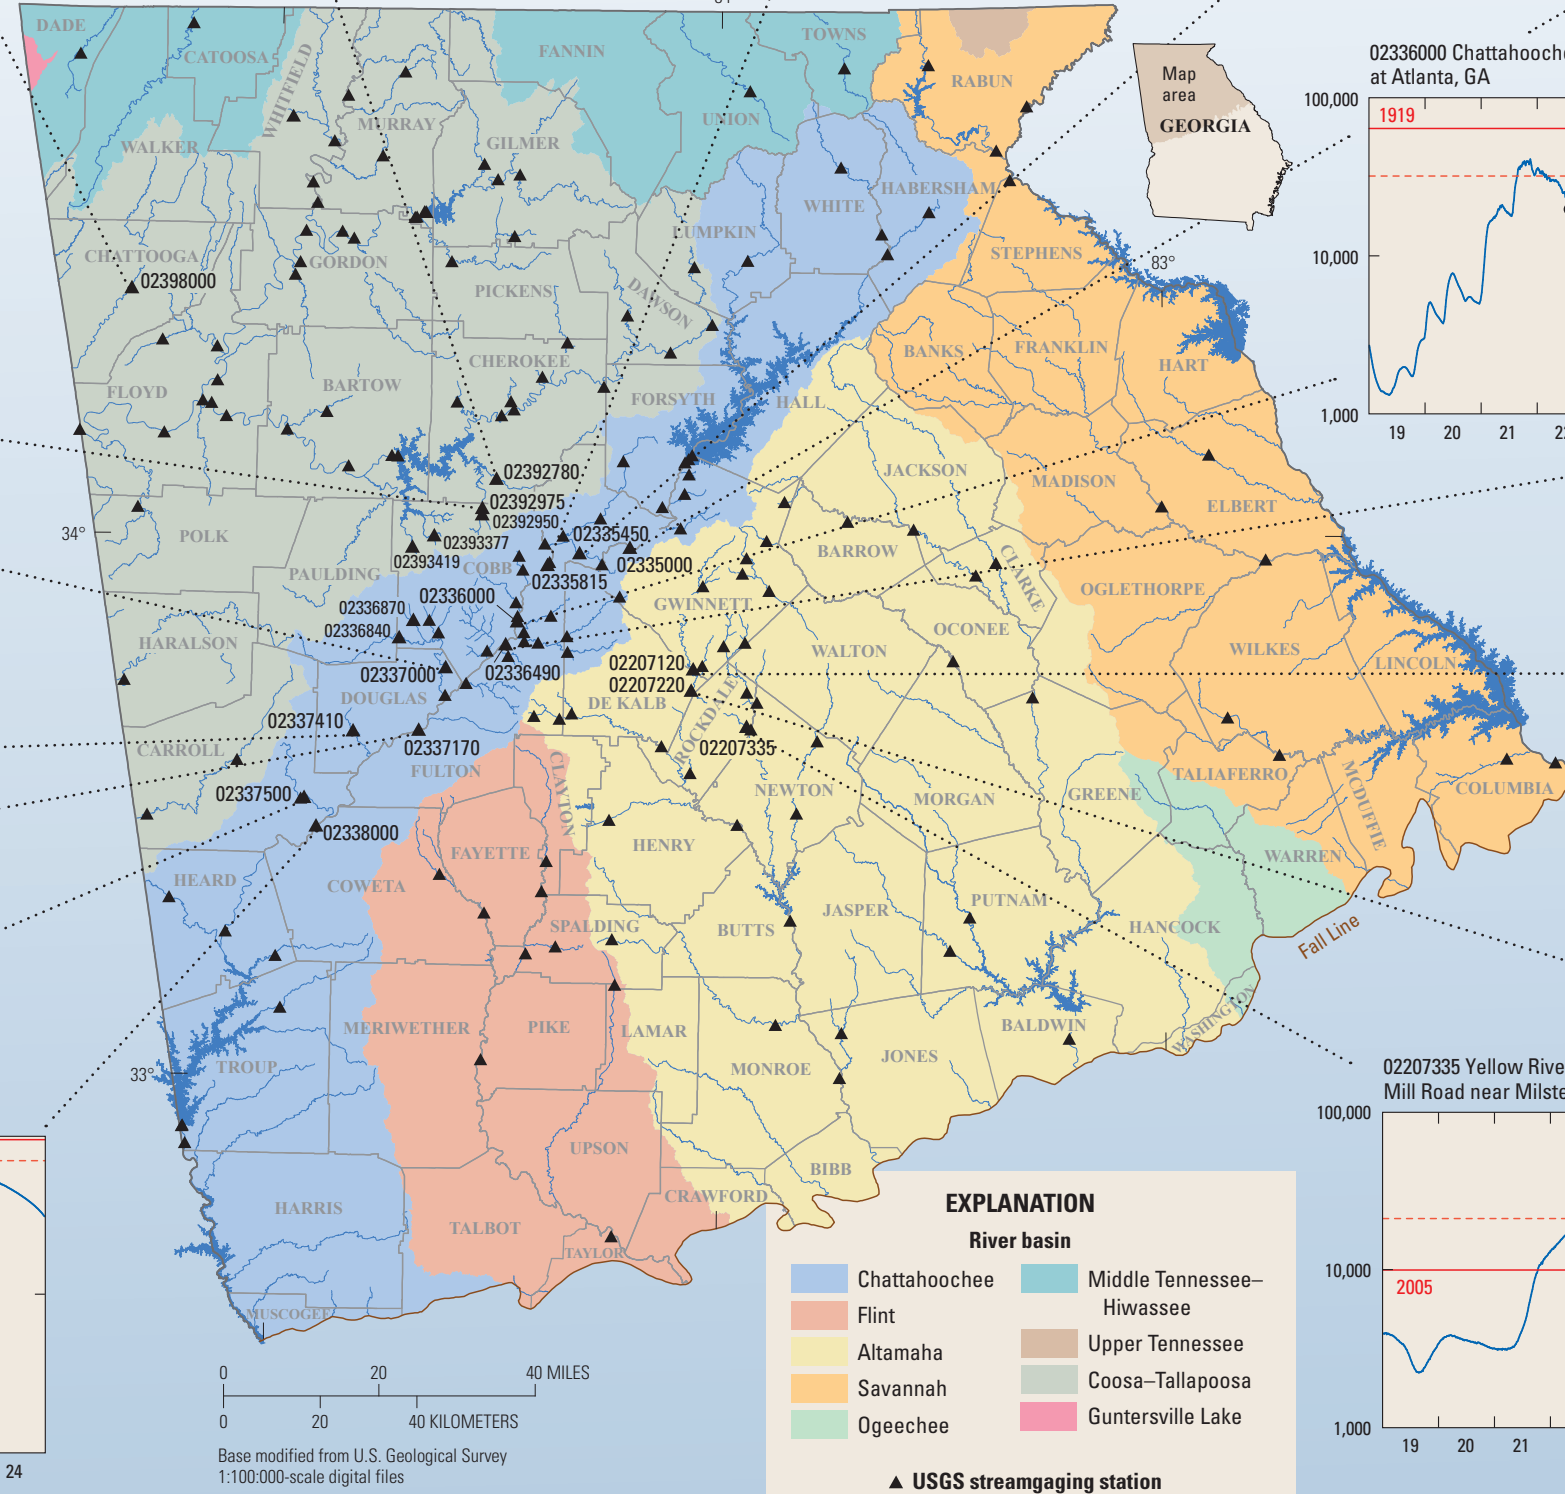 DADE
CATOOSA
WHITFIELD
FANNIN
TOWNS
RABUN
UNION
WALKER
MURRAY
GILMER
HABERSHAM
WHITE
LUMPKIN
STEPHENS
83°
CHATTOOGA
GORDON
02398000
PICKENS
DAWSON
BANKS
FRANKLIN
HART
CHEROKEE
FLOYD
BARTOW
FORSYTH
HALL
JACKSON
MADISON
ELBERT
02392780
02392975
02392950
34°
POLK
02393377
02393419
02335450
02335000
BARROW
CLARKE
COBB
02335815
PAULDING
OGLETHORPE
02336000
GWINNETT
02336870
02336840
HARALSON
OCONEE
WALTON
WILKES
LINCOLN
02207120
02207220
02337000
02336490
DOUGLAS
DE KALB
ROCKDALE
02337410
02337170
02207335
CARROLL
FULTON
CLAYTON
TALIAFERRO
MCDUFFIE
COLUMBIA
02337500
NEWTON
MORGAN
GREENE
02338000
HENRY
FAYETTE
WARREN
HEARD
COWETA
SPALDING
BUTTS
JASPER
PUTNAM
HANCOCK
Fall Line
MERIWETHER
PIKE
LAMAR
BALDWIN
WASHINGTON
33°
TROUP
MONROE
JONES
UPSON
BIBB
CRAWFORD
HARRIS
TALBOT
TAYLOR
MUSCOGEE
Map
area
GEORGIA
02336000 Chattahooch
at Atlanta, GA
100,000
1919
10,000
1,000
19 20 21
02207335 Yellow Rive
Mill Road near Milste
100,000
10,000
2005
1,000
19 20 21
24
EXPLANATION
River basin
Chattahoochee
Flint
Altamaha
Savannah
Ogeechee
Middle Tennessee–
Hiwassee
Upper Tennessee
Coosa–Tallapoosa
Guntersville Lake
USGS streamgaging station
0 20 40 MILES
0 20 40 KILOMETERS
Base modified from U.S. Geological Survey
1:100:000-scale digital files